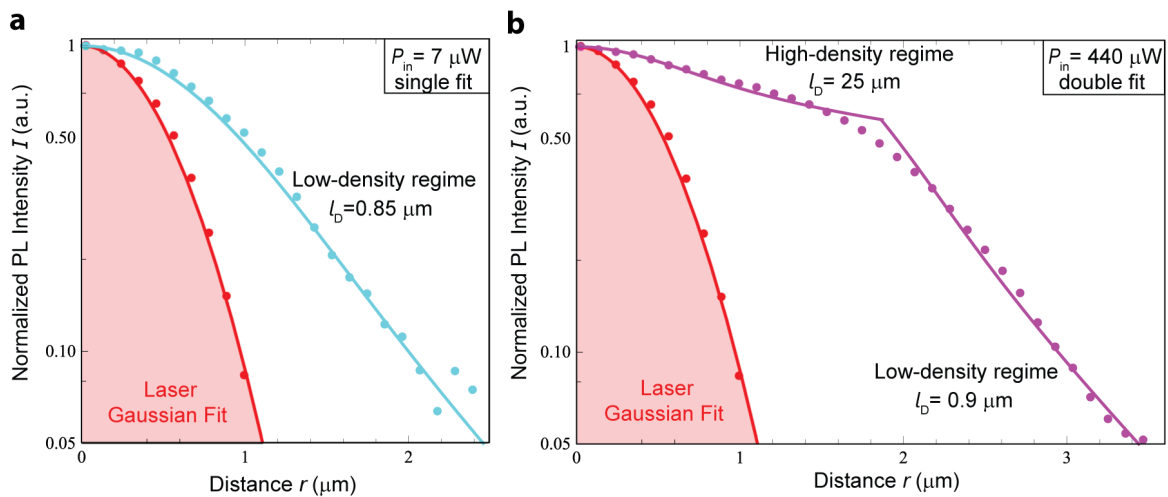 a
Normalized PL Intensity I (a.u.)
1
0.50
0.10
0.05
P_in = 7 μW
single fit
Low-density regime
l_D=0.85 μm
Laser
Gaussian Fit
0
1
2
Distance r (μm)
b
Normalized PL Intensity I (a.u.)
1
0.50
0.10
0.05
High-density regime
l_D = 25 μm
P_in = 440 μW
double fit
Low-density regime
l_D= 0.9 μm
Laser
Gaussian Fit
0
1
2
3
Distance r (μm)